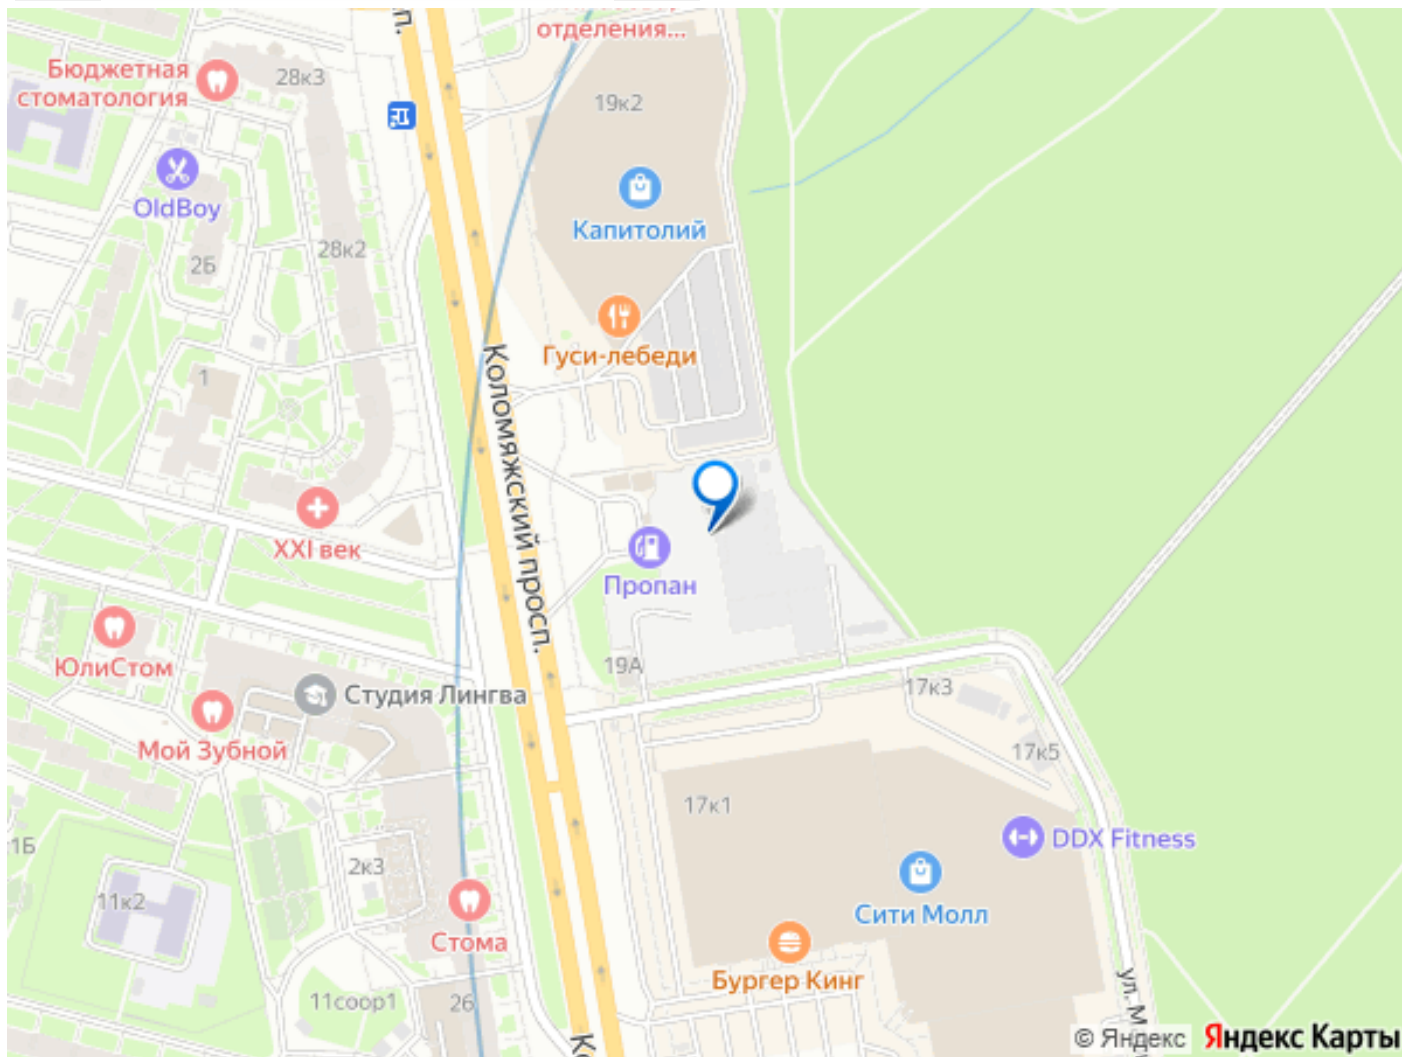 отделения...
Бюджетная
стоматология
28к3
19к2
OldBoy
Капитолий
28к2
2Б
Гуси-лебеди
1
Коломяжский просп.
XXI век
Пропан
ЮлиСтом
19А
Студия Лингва
17к3
Мой Зубной
17к5
17к1
DDX Fitness
1Б
2к3
11к2
Сити Молл
Стома
Бургер Кинг
11соор1
26
ул. М
© Яндекс Яндекс Карты